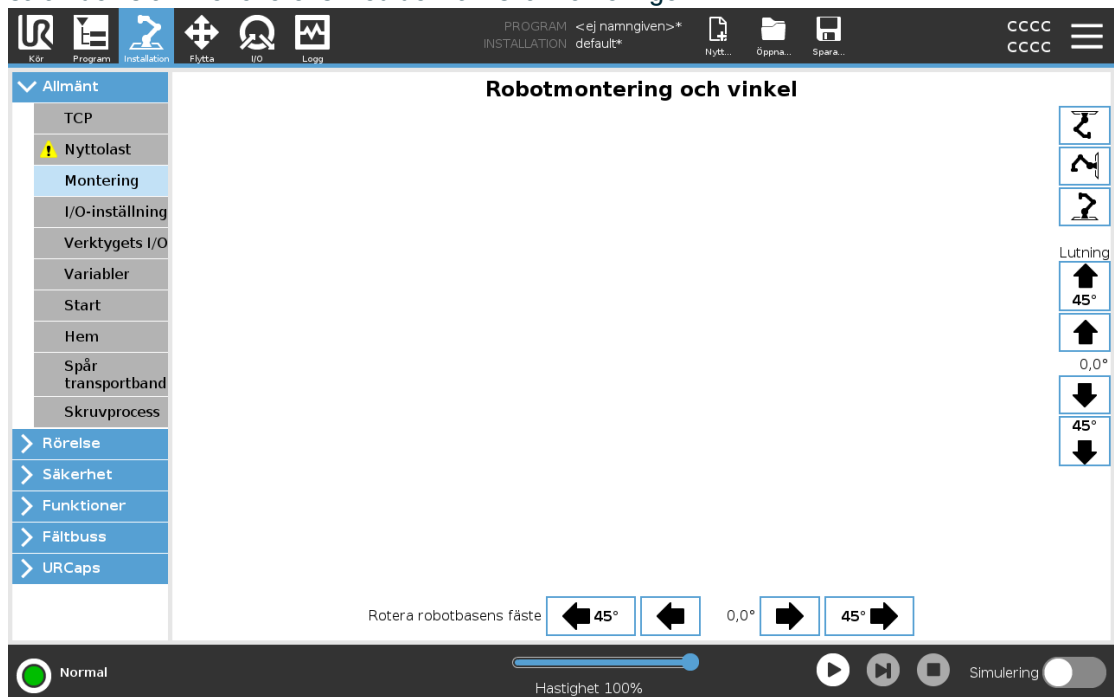 PROGRAM <ej namngiven>*
INSTALLATION default*
CCCC
CCCC
Kör
Program
Installation
Flytta
I/O
Logg
Nytt...
Öppna...
Spara...
Allmänt
TCP
Nyttolast
Montering
I/O-inställning
Verktygets I/O
Variabler
Start
Hem
Spår
transportband
Skruvprocess
Rörelse
Säkerhet
Funktioner
Fältbuss
URCaps
Robotmontering och vinkel
Lutning
45°
0,0°
45°
Rotera robotbasens fäste
45°
0,0°
45°
Normal
Hastighet 100%
Simulering